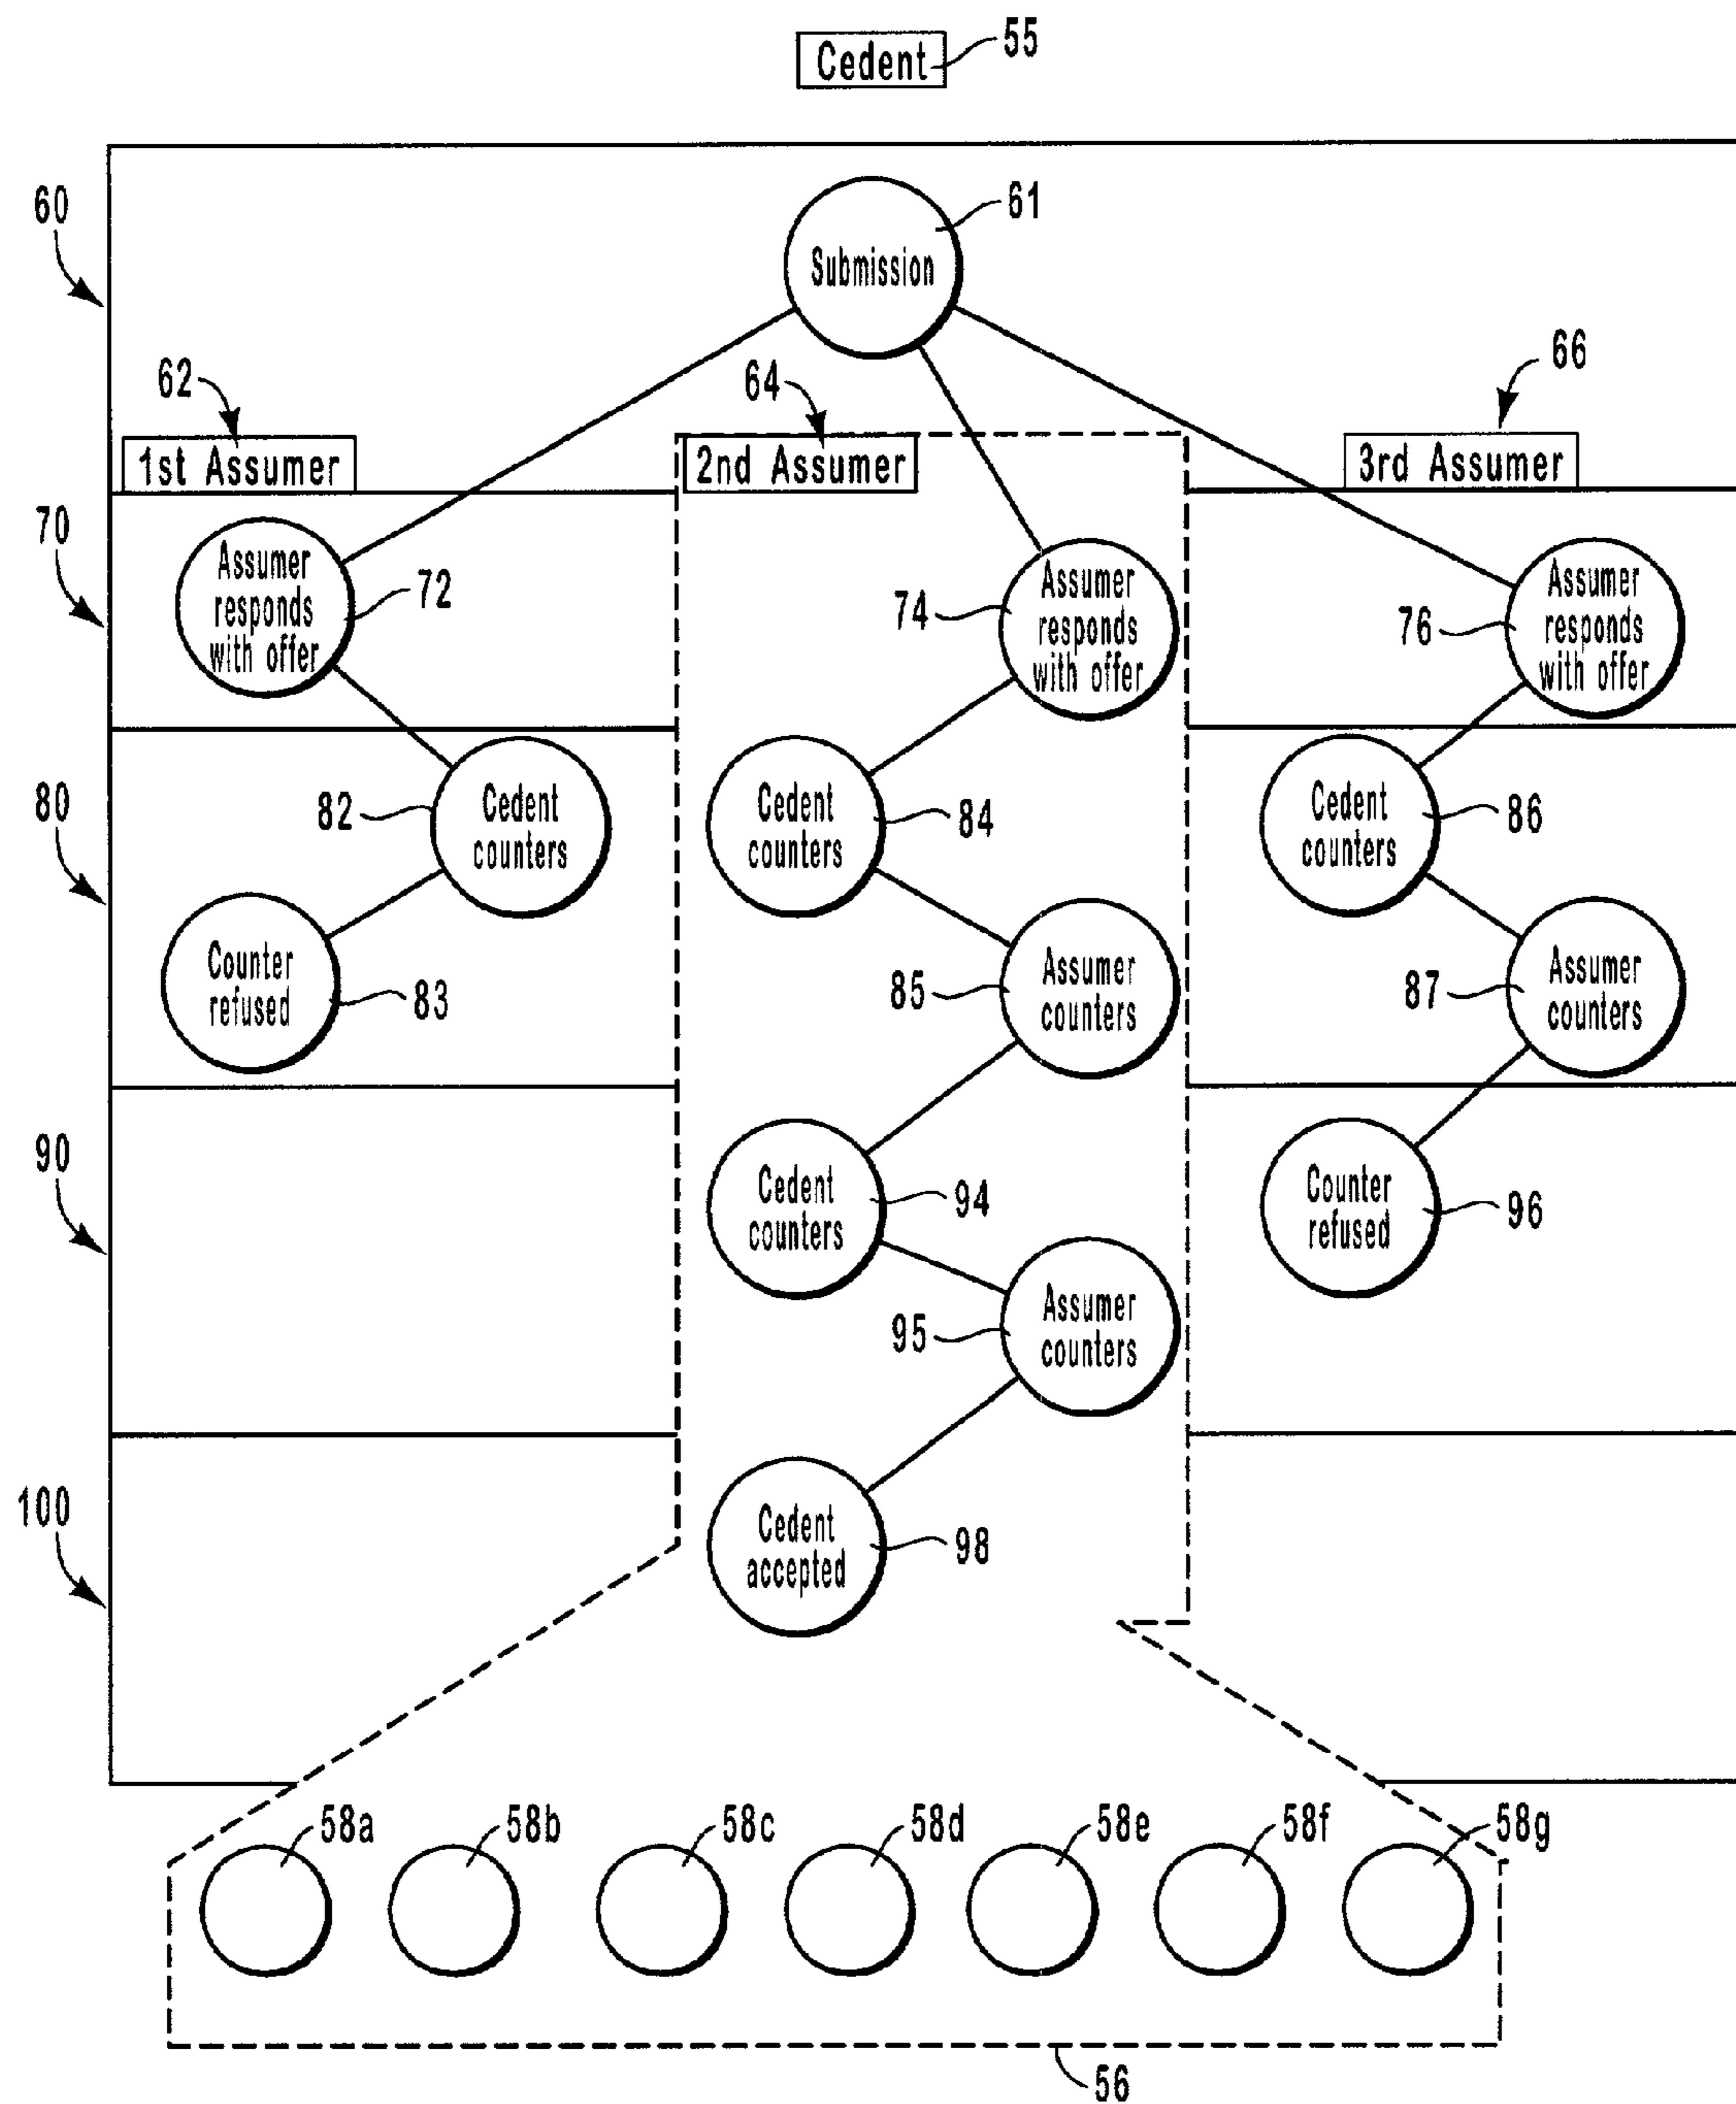 Cedent
55
60
61
Submission
62
64
66
1st Assumer
2nd Assumer
3rd Assumer
70
Assumer
responds
with offer
72
74
Assumer
responds
with offer
76
Assumer
responds
with offer
80
82
Cedent
counters
Cedent
counters
84
Cedent
counters
86
Counter
refused
83
85
Assumer
counters
87
Assumer
counters
90
Cedent
counters
94
Counter
refused
96
95
Assumer
counters
100
Cedent
accepted
98
58a
58b
58c
58d
58e
58f
58g
56